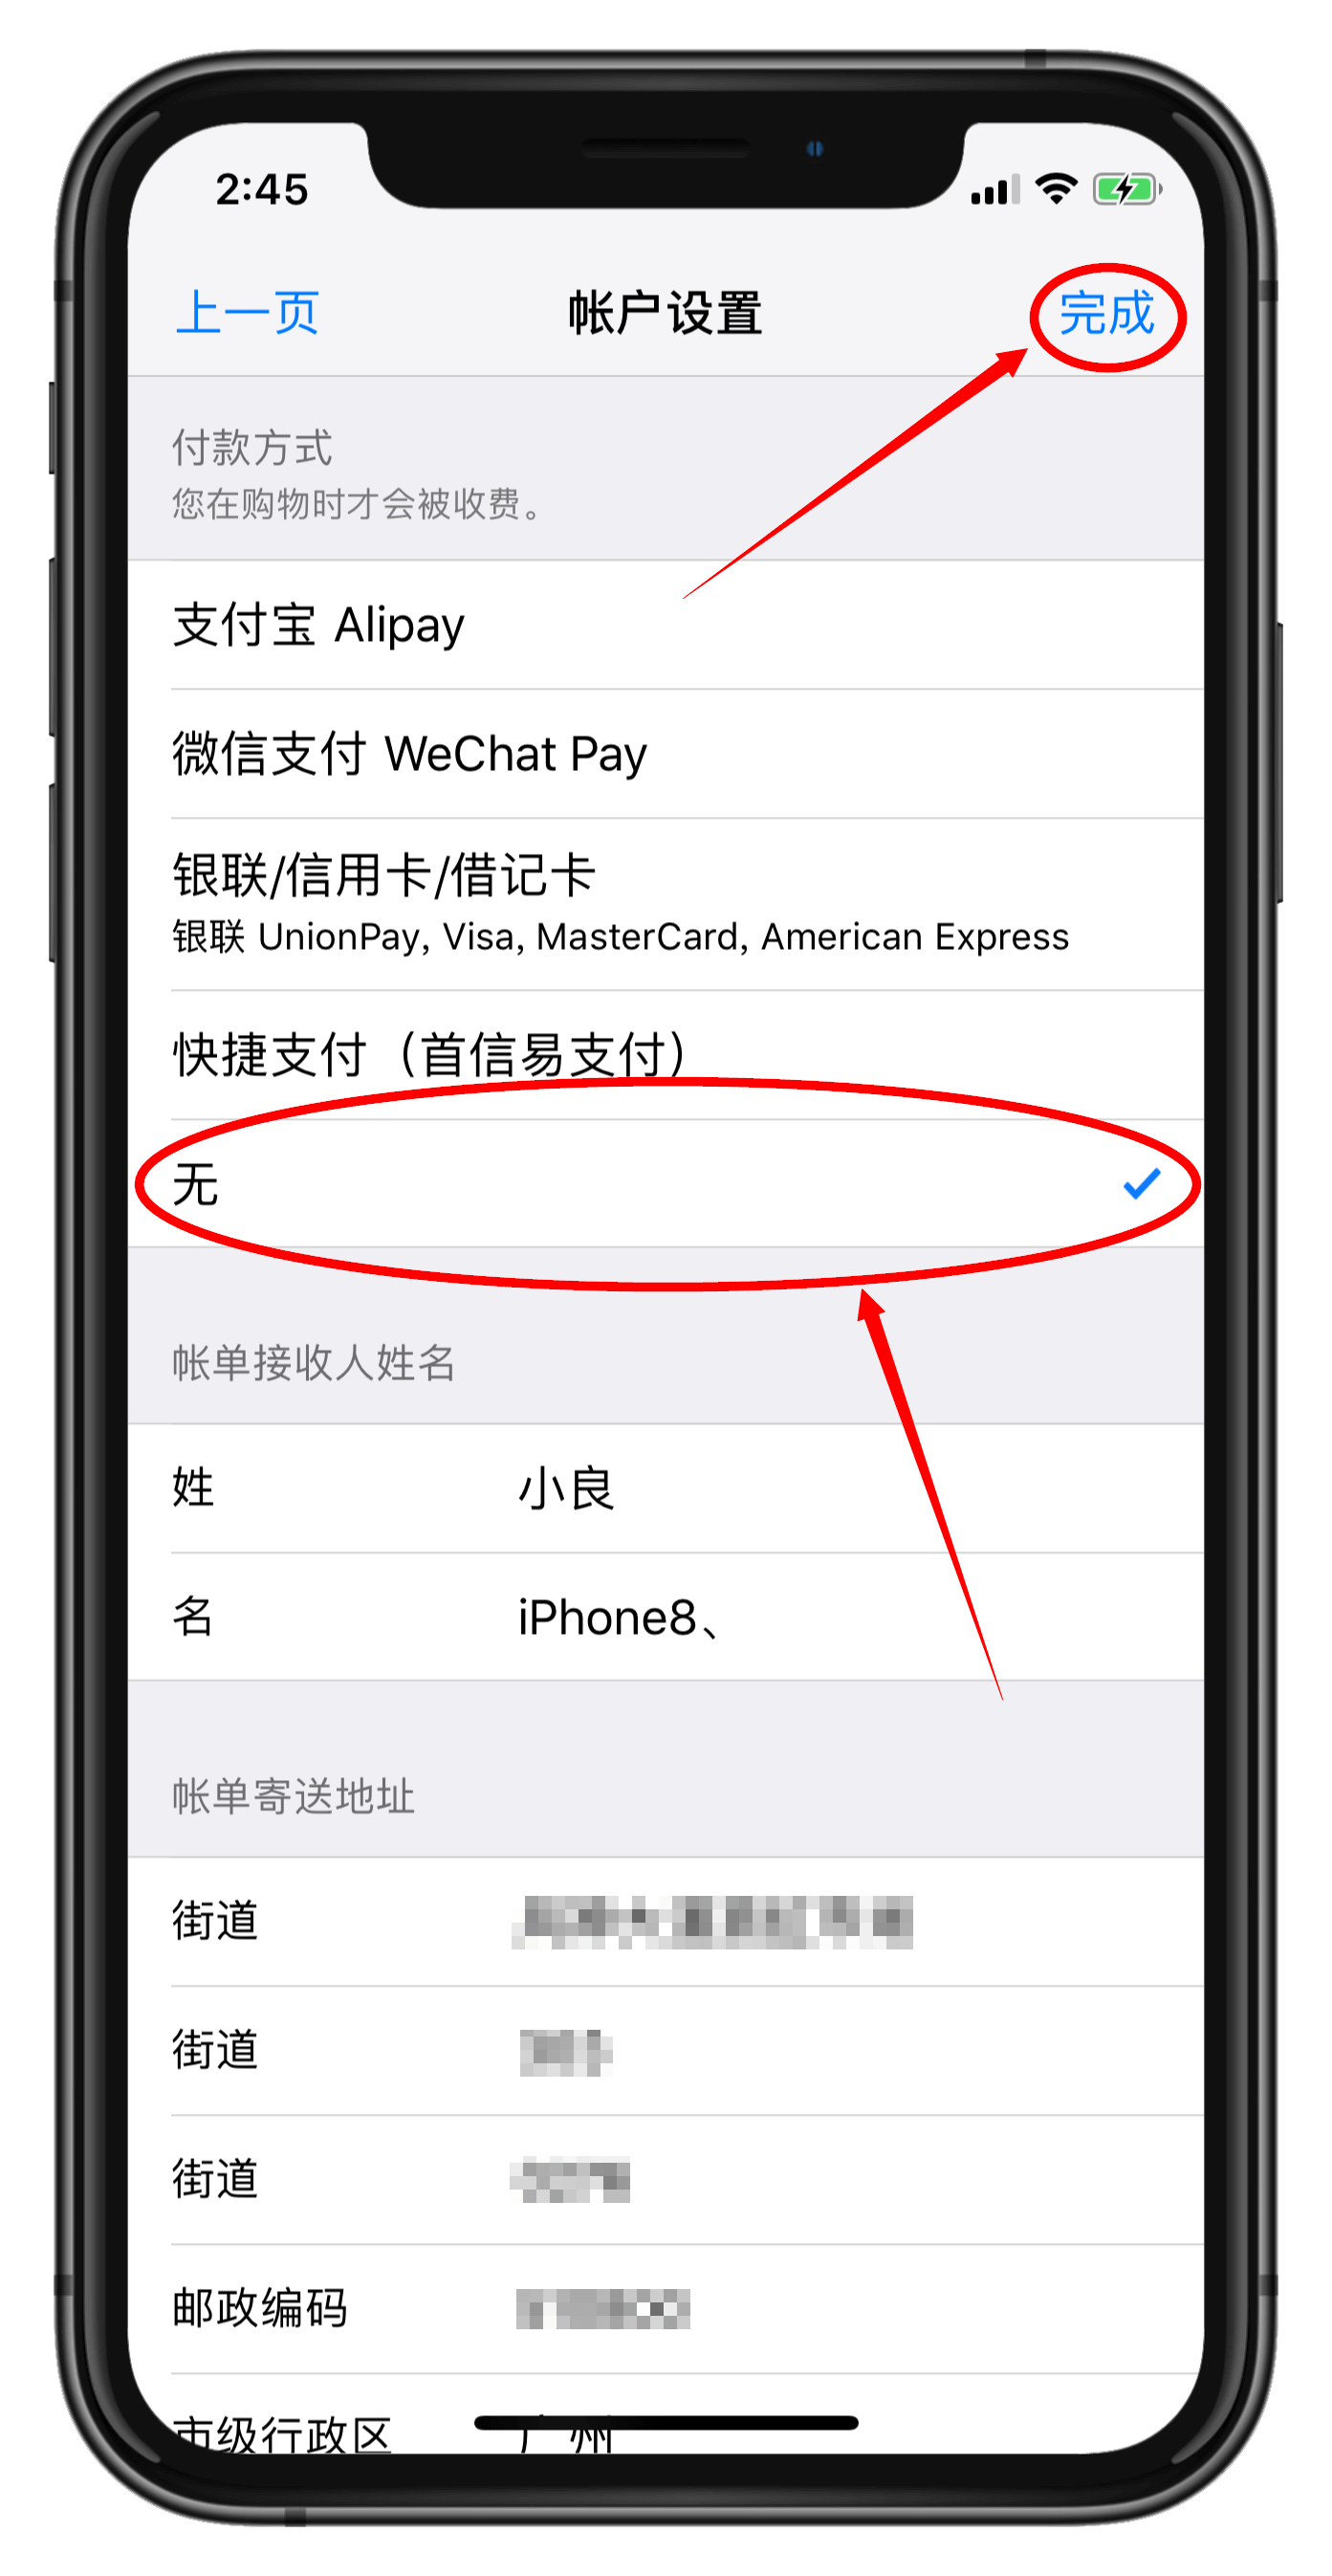 2:45
上一页
帐户设置
完成
付款方式
您在购物时才会被收费。
支付宝 Alipay
微信支付 WeChat Pay
银联/信用卡/借记卡
银联 UnionPay, Visa, MasterCard, American Express
快捷支付（首信易支付）
无
帐单接收人姓名
姓 小良
名 iPhone8、
帐单寄送地址
街道
街道
街道
邮政编码
市级行政区 广州